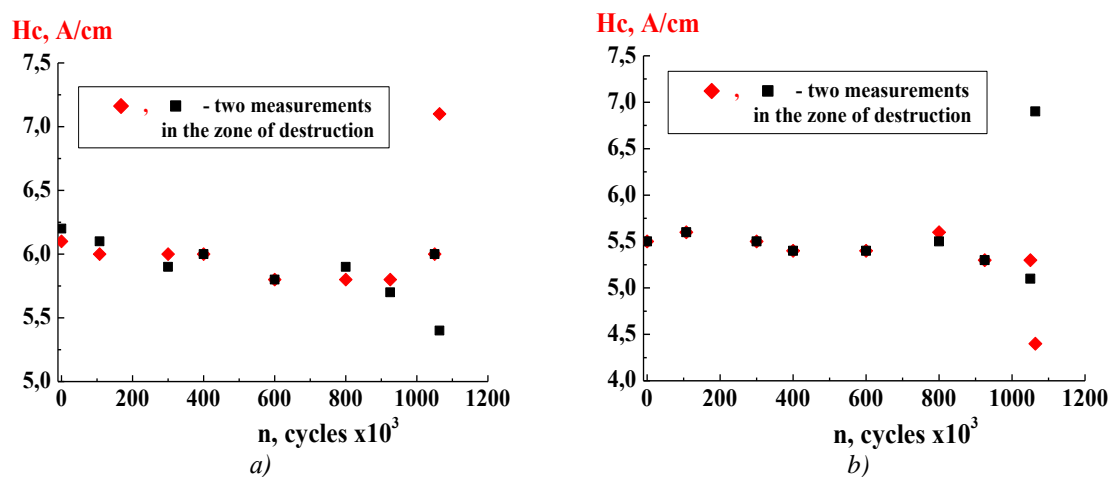 Hc, A/cm
7,5
7,0
6,5
6,0
5,5
5,0
, - two measurements
in the zone of destruction
0 200 400 600 800 1000 1200
n, cycles x10³
a)
Hc, A/cm
7,5
7,0
6,5
6,0
5,5
5,0
4,5
4,0
, - two measurements
in the zone of destruction
0 200 400 600 800 1000 1200
n, cycles x10³
b)